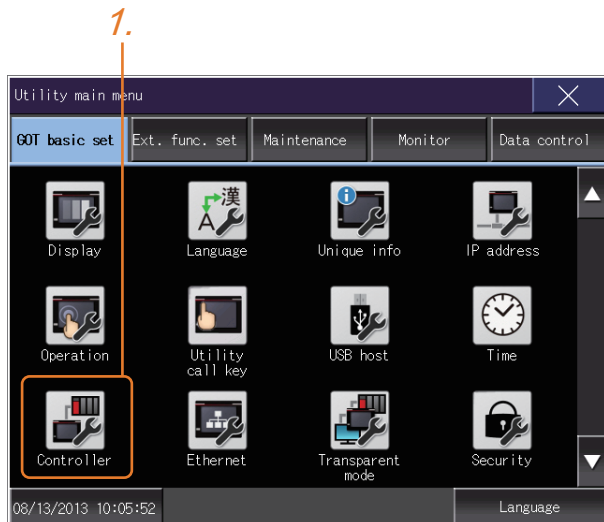 1.
Utility main menu
GOT basic set
Ext. func. set
Maintenance
Monitor
Data control
漢
A
i
Display
Language
Unique info
IP address
Operation
Utility
call key
USB host
Time
Controller
Ethernet
Transparent
mode
Security
08/13/2013 10:05:52
Language